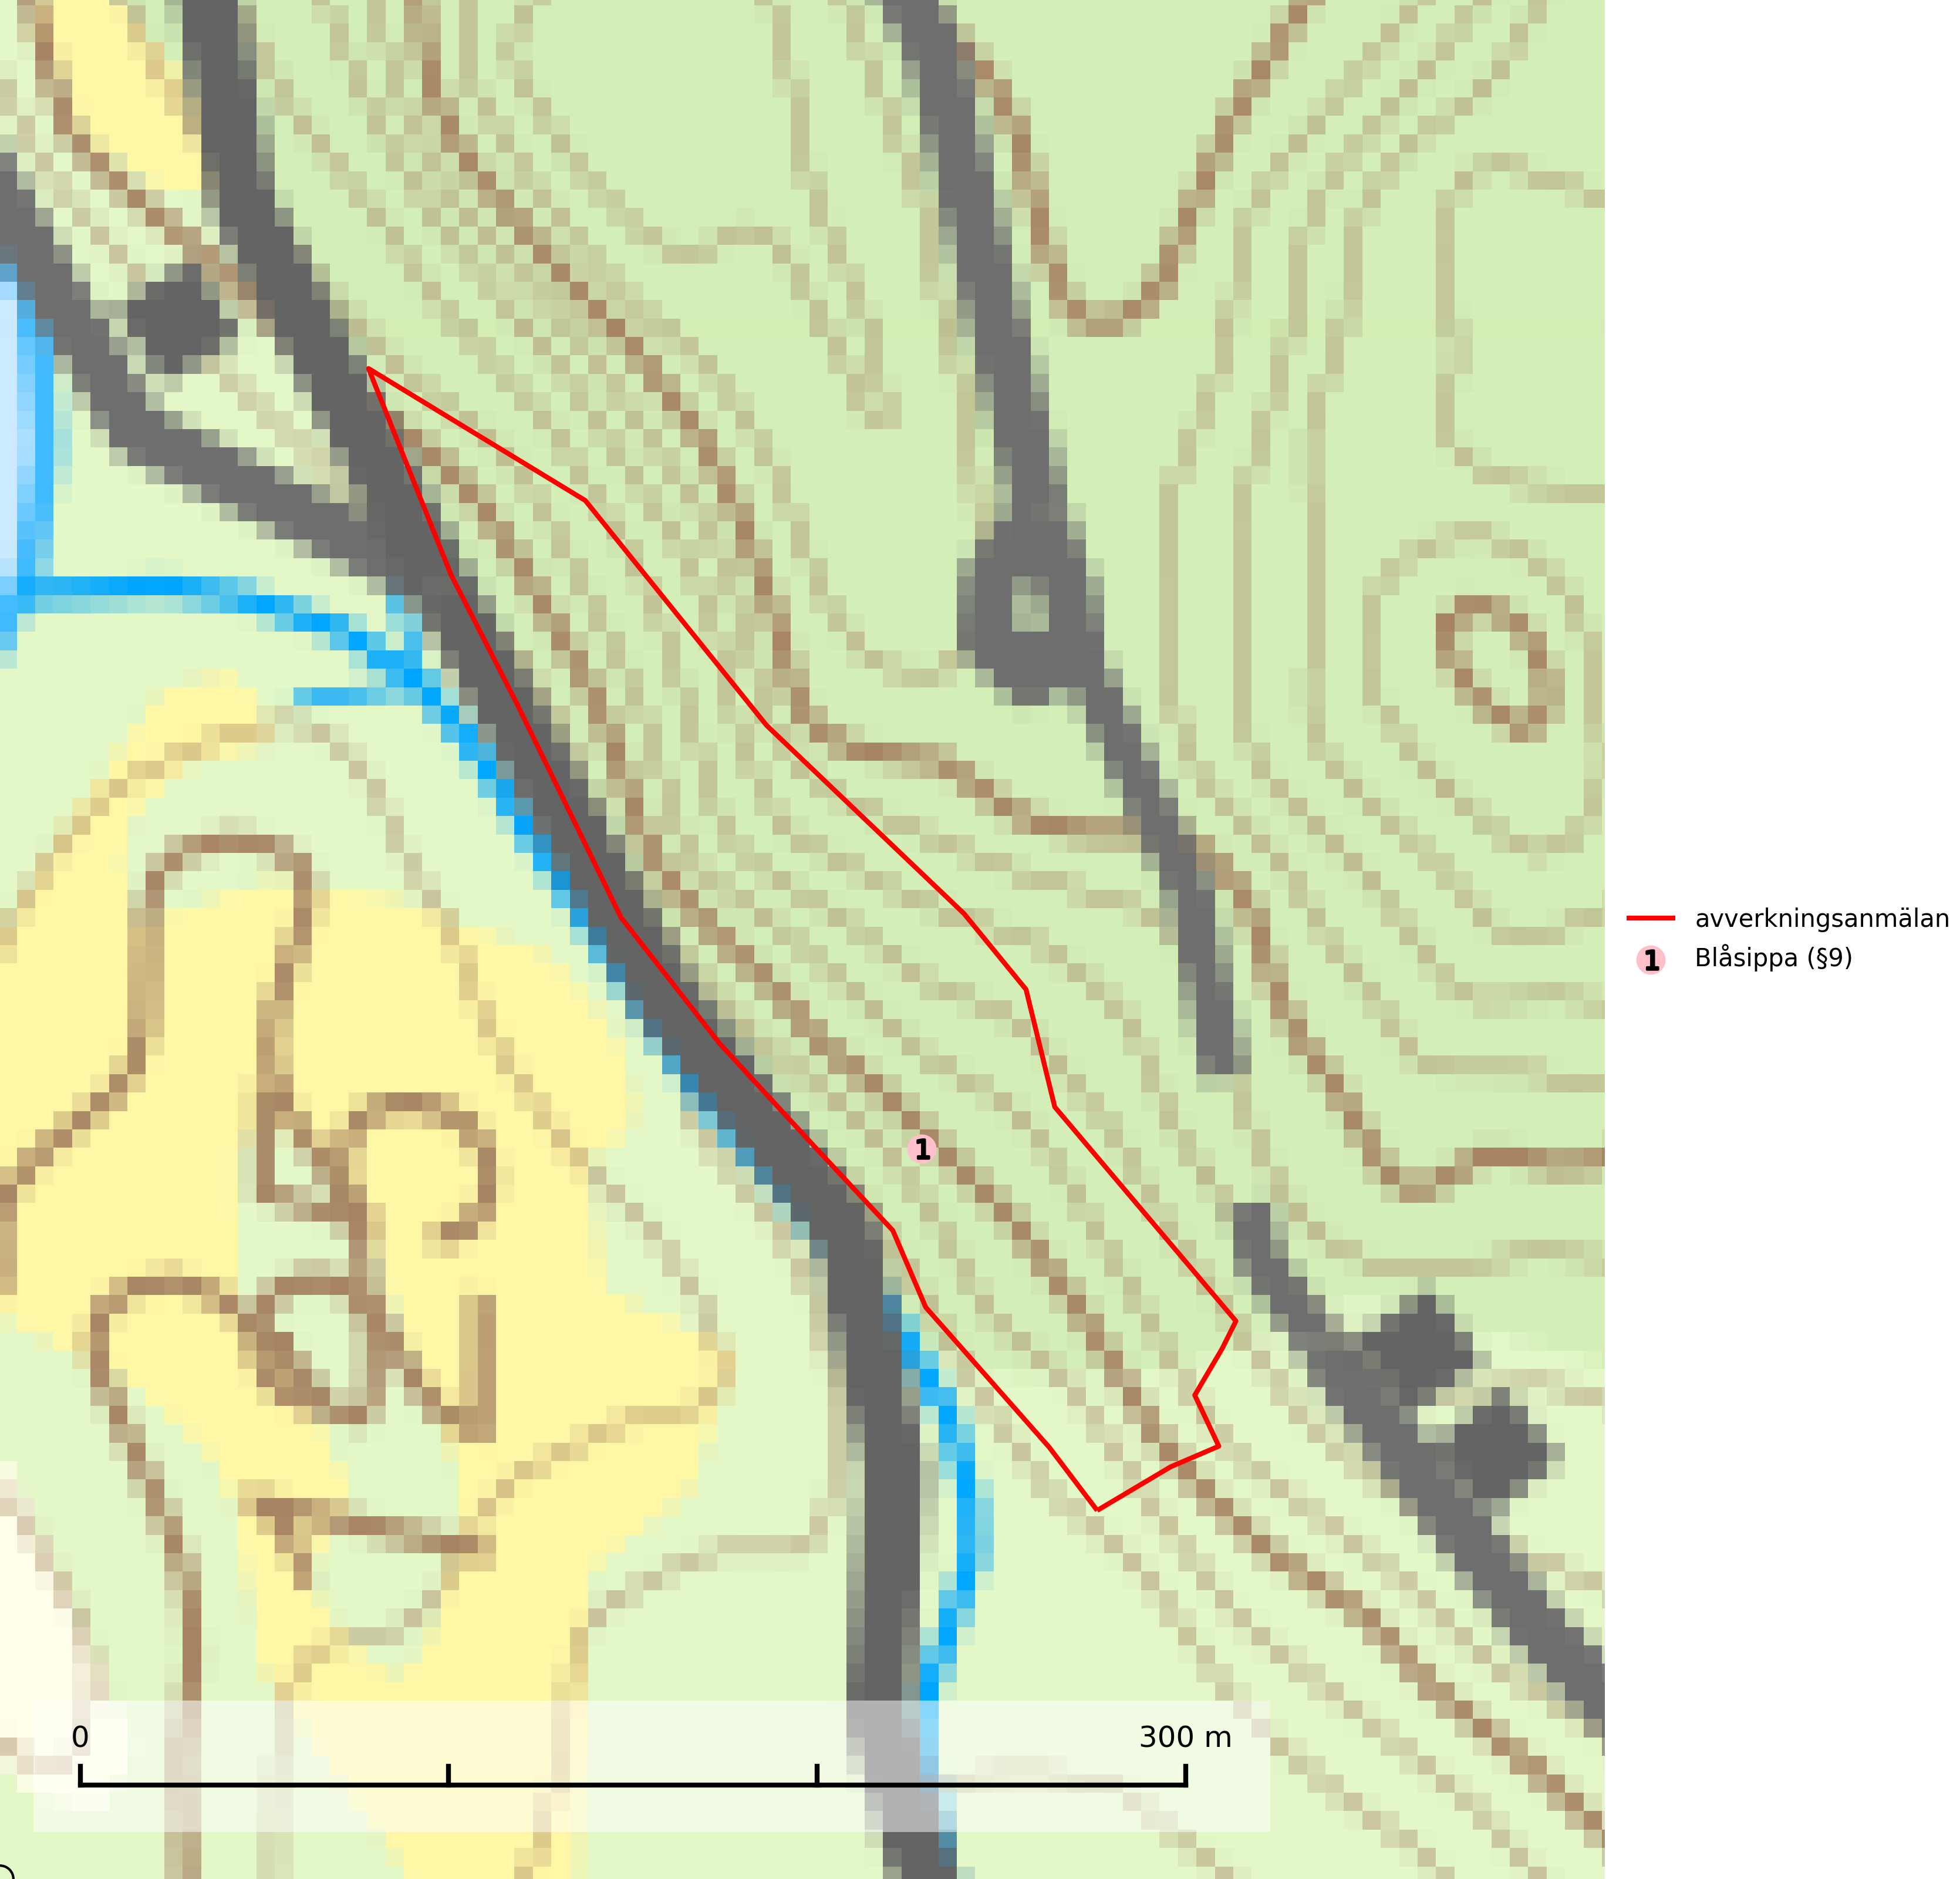 avverkningsanmälan
1 Blåsippa (§9)
1
0 300 m